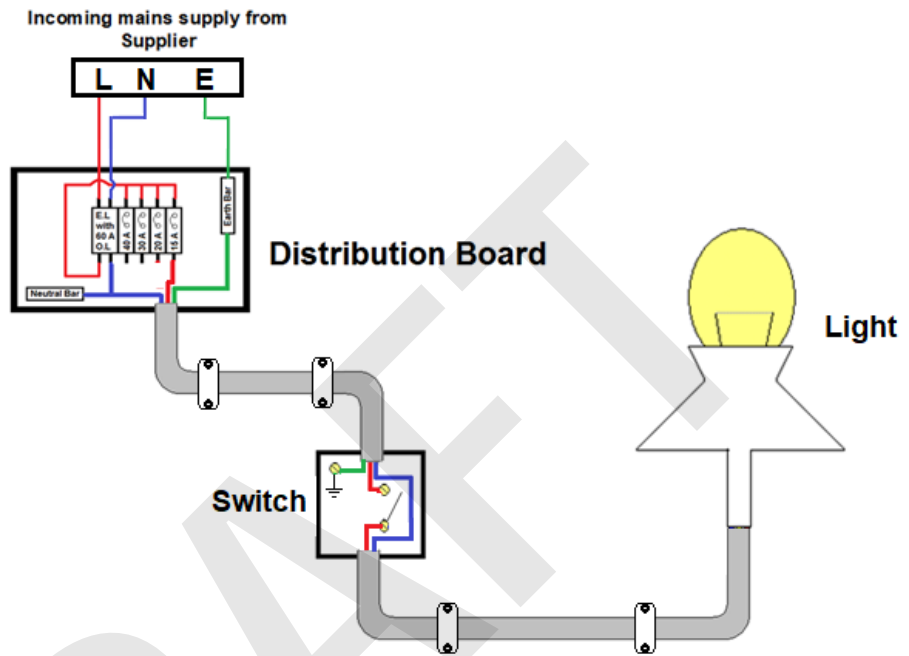 Incoming mains supply from
Supplier
L N E
E.L
with
60 A
O.L
40 A
30 A
20 A
15 A
Earth Bar
Neutral Bar
Distribution Board
Light
Switch
DRAFT